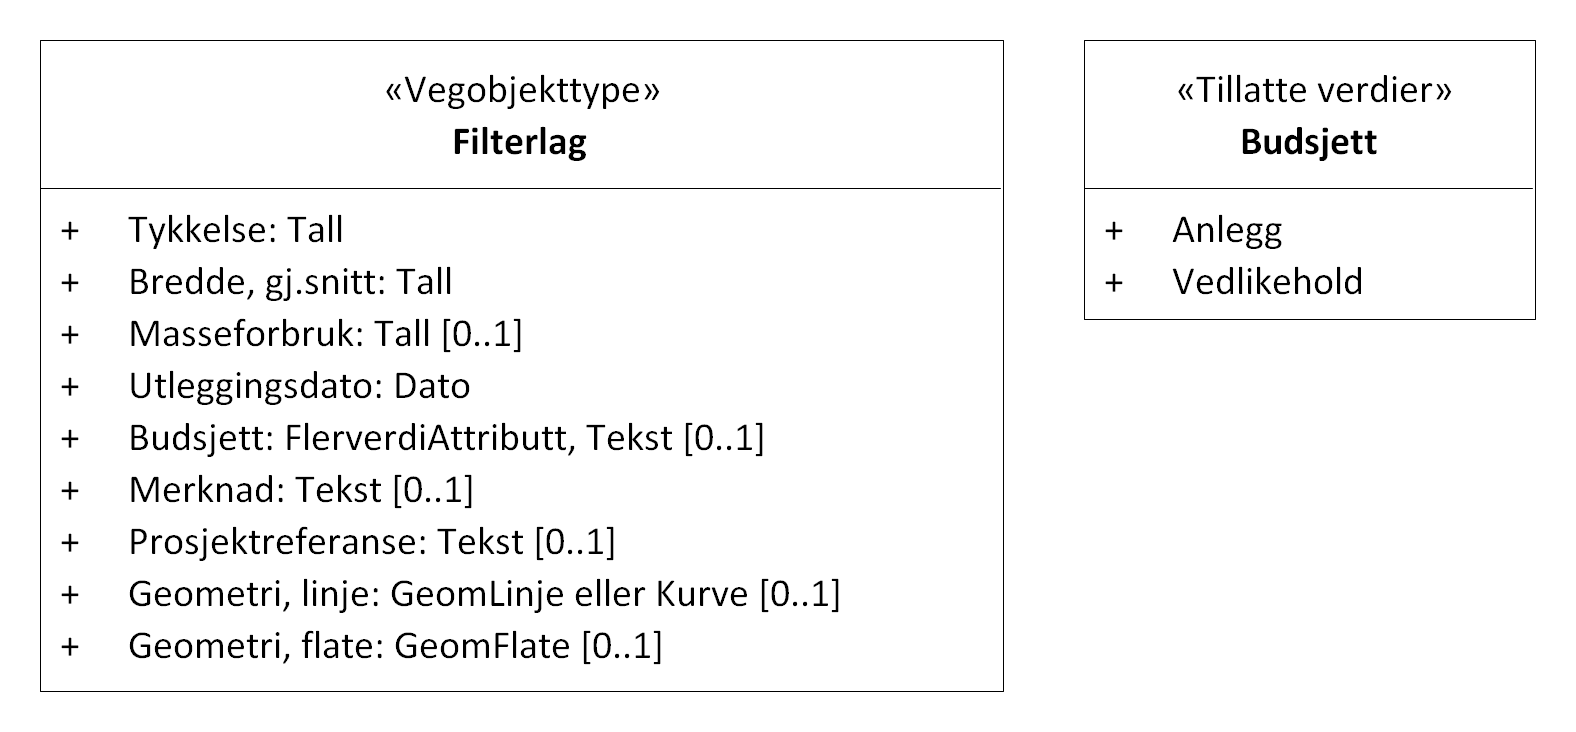 «Vegobjekttype»
Filterlag
+ Tykkelse: Tall
+ Bredde, gj.snitt: Tall
+ Masseforbruk: Tall [0..1]
+ Utleggingsdato: Dato
+ Budsjett: FlerverdiAttributt, Tekst [0..1]
+ Merknad: Tekst [0..1]
+ Prosjektreferanse: Tekst [0..1]
+ Geometri, linje: GeomLinje eller Kurve [0..1]
+ Geometri, flate: GeomFlate [0..1]
«Tillatte verdier»
Budsjett
+ Anlegg
+ Vedlikehold